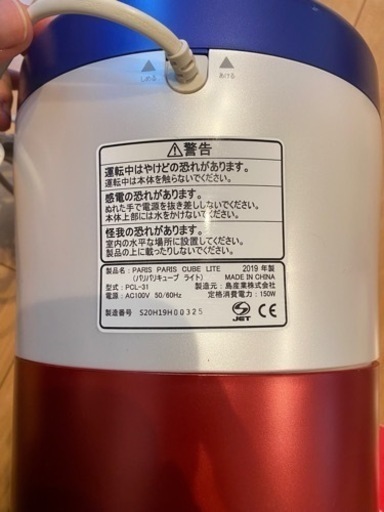 しめる あける
⚠警告
運転中はやけどの恐れがあります。
運転中は本体を触らないでください。
感電の恐れがあります。
ぬれた手で電源を抜き差ししないでください。
本体上部には水をかけないでください。
怪我の恐れがあります。
室内の水平な場所に設置してください。
製品の上に載ったりしないでください。
製品名：PARIS PARIS CUBE LITE 2019 年製
（パリパリキューブ ライト） MADE IN CHINA
型式：PCL-31 製造元：島産業株式会社
電源：AC100V 50/60Hz 定格消費電力：150W
製造番号 S20H19H00325
PS E JET CE